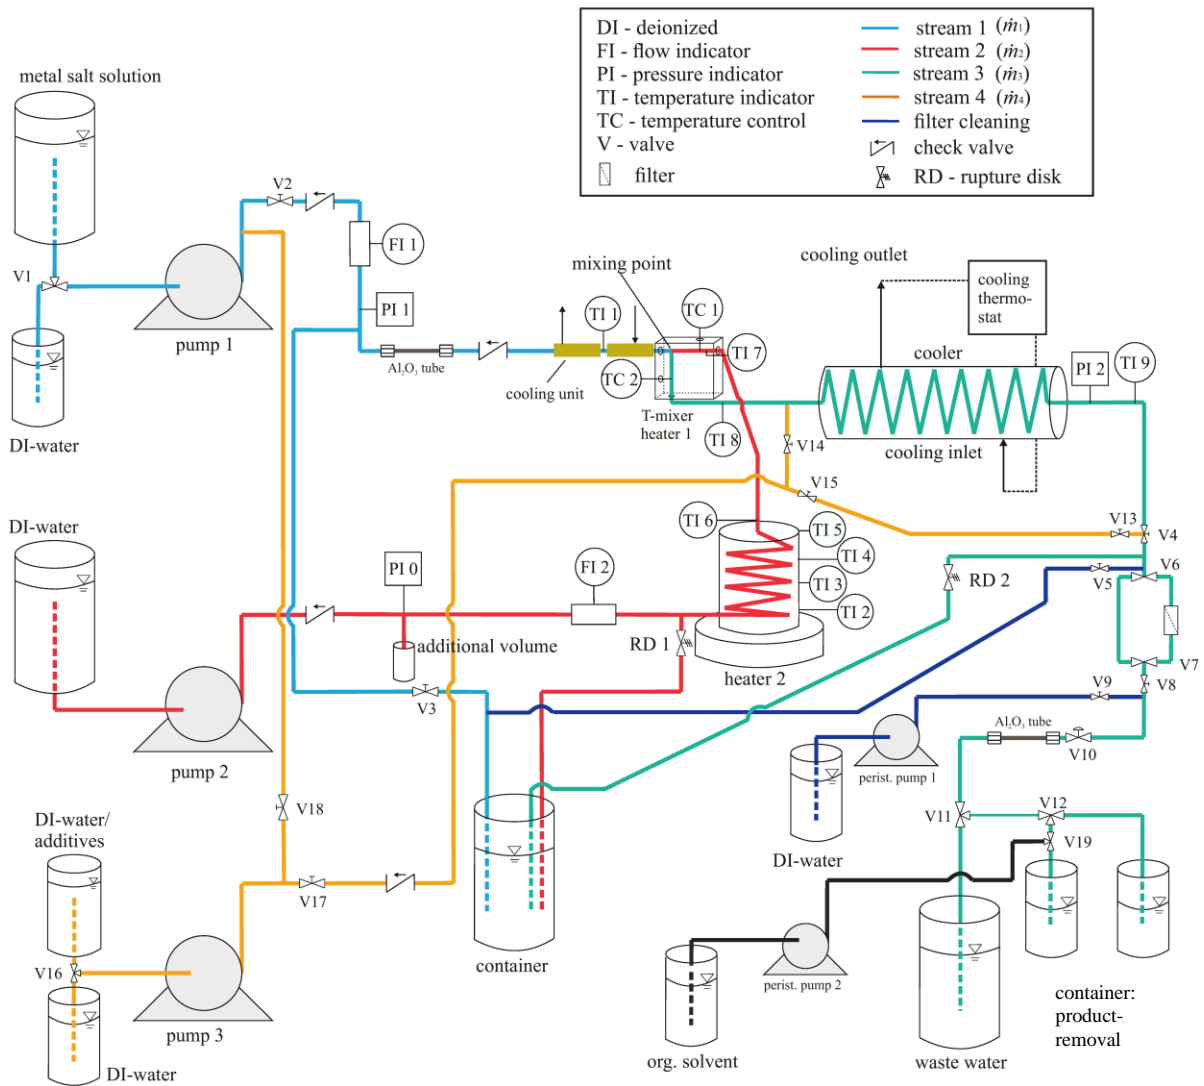 DI - deionized
FI - flow indicator
PI - pressure indicator
TI - temperature indicator
TC - temperature control
V - valve
filter
stream 1 (ṁ₁)
stream 2 (ṁ₂)
stream 3 (ṁ₃)
stream 4 (ṁ₄)
filter cleaning
check valve
RD - rupture disk
metal salt solution
V2
FI 1
V1
PI 1
pump 1
DI-water
Al₂O₃ tube
cooling unit
TI 1
mixing point
TC 1
TI 7
TC 2
T-mixer
heater 1
TI 8
cooling outlet
cooling
thermo-
stat
cooler
cooling inlet
PI 2
TI 9
V14
V15
V13
V4
DI-water
TI 6
TI 5
TI 4
TI 3
TI 2
PI 0
FI 2
additional volume
RD 1
heater 2
RD 2
V5
V6
V7
V8
V9
V3
pump 2
Al₂O₃ tube
V10
perist. pump 1
DI-water
V18
V11
V12
V19
DI-water/
additives
V17
V16
pump 3
DI-water
container
perist. pump 2
org. solvent
waste water
container:
product-
removal